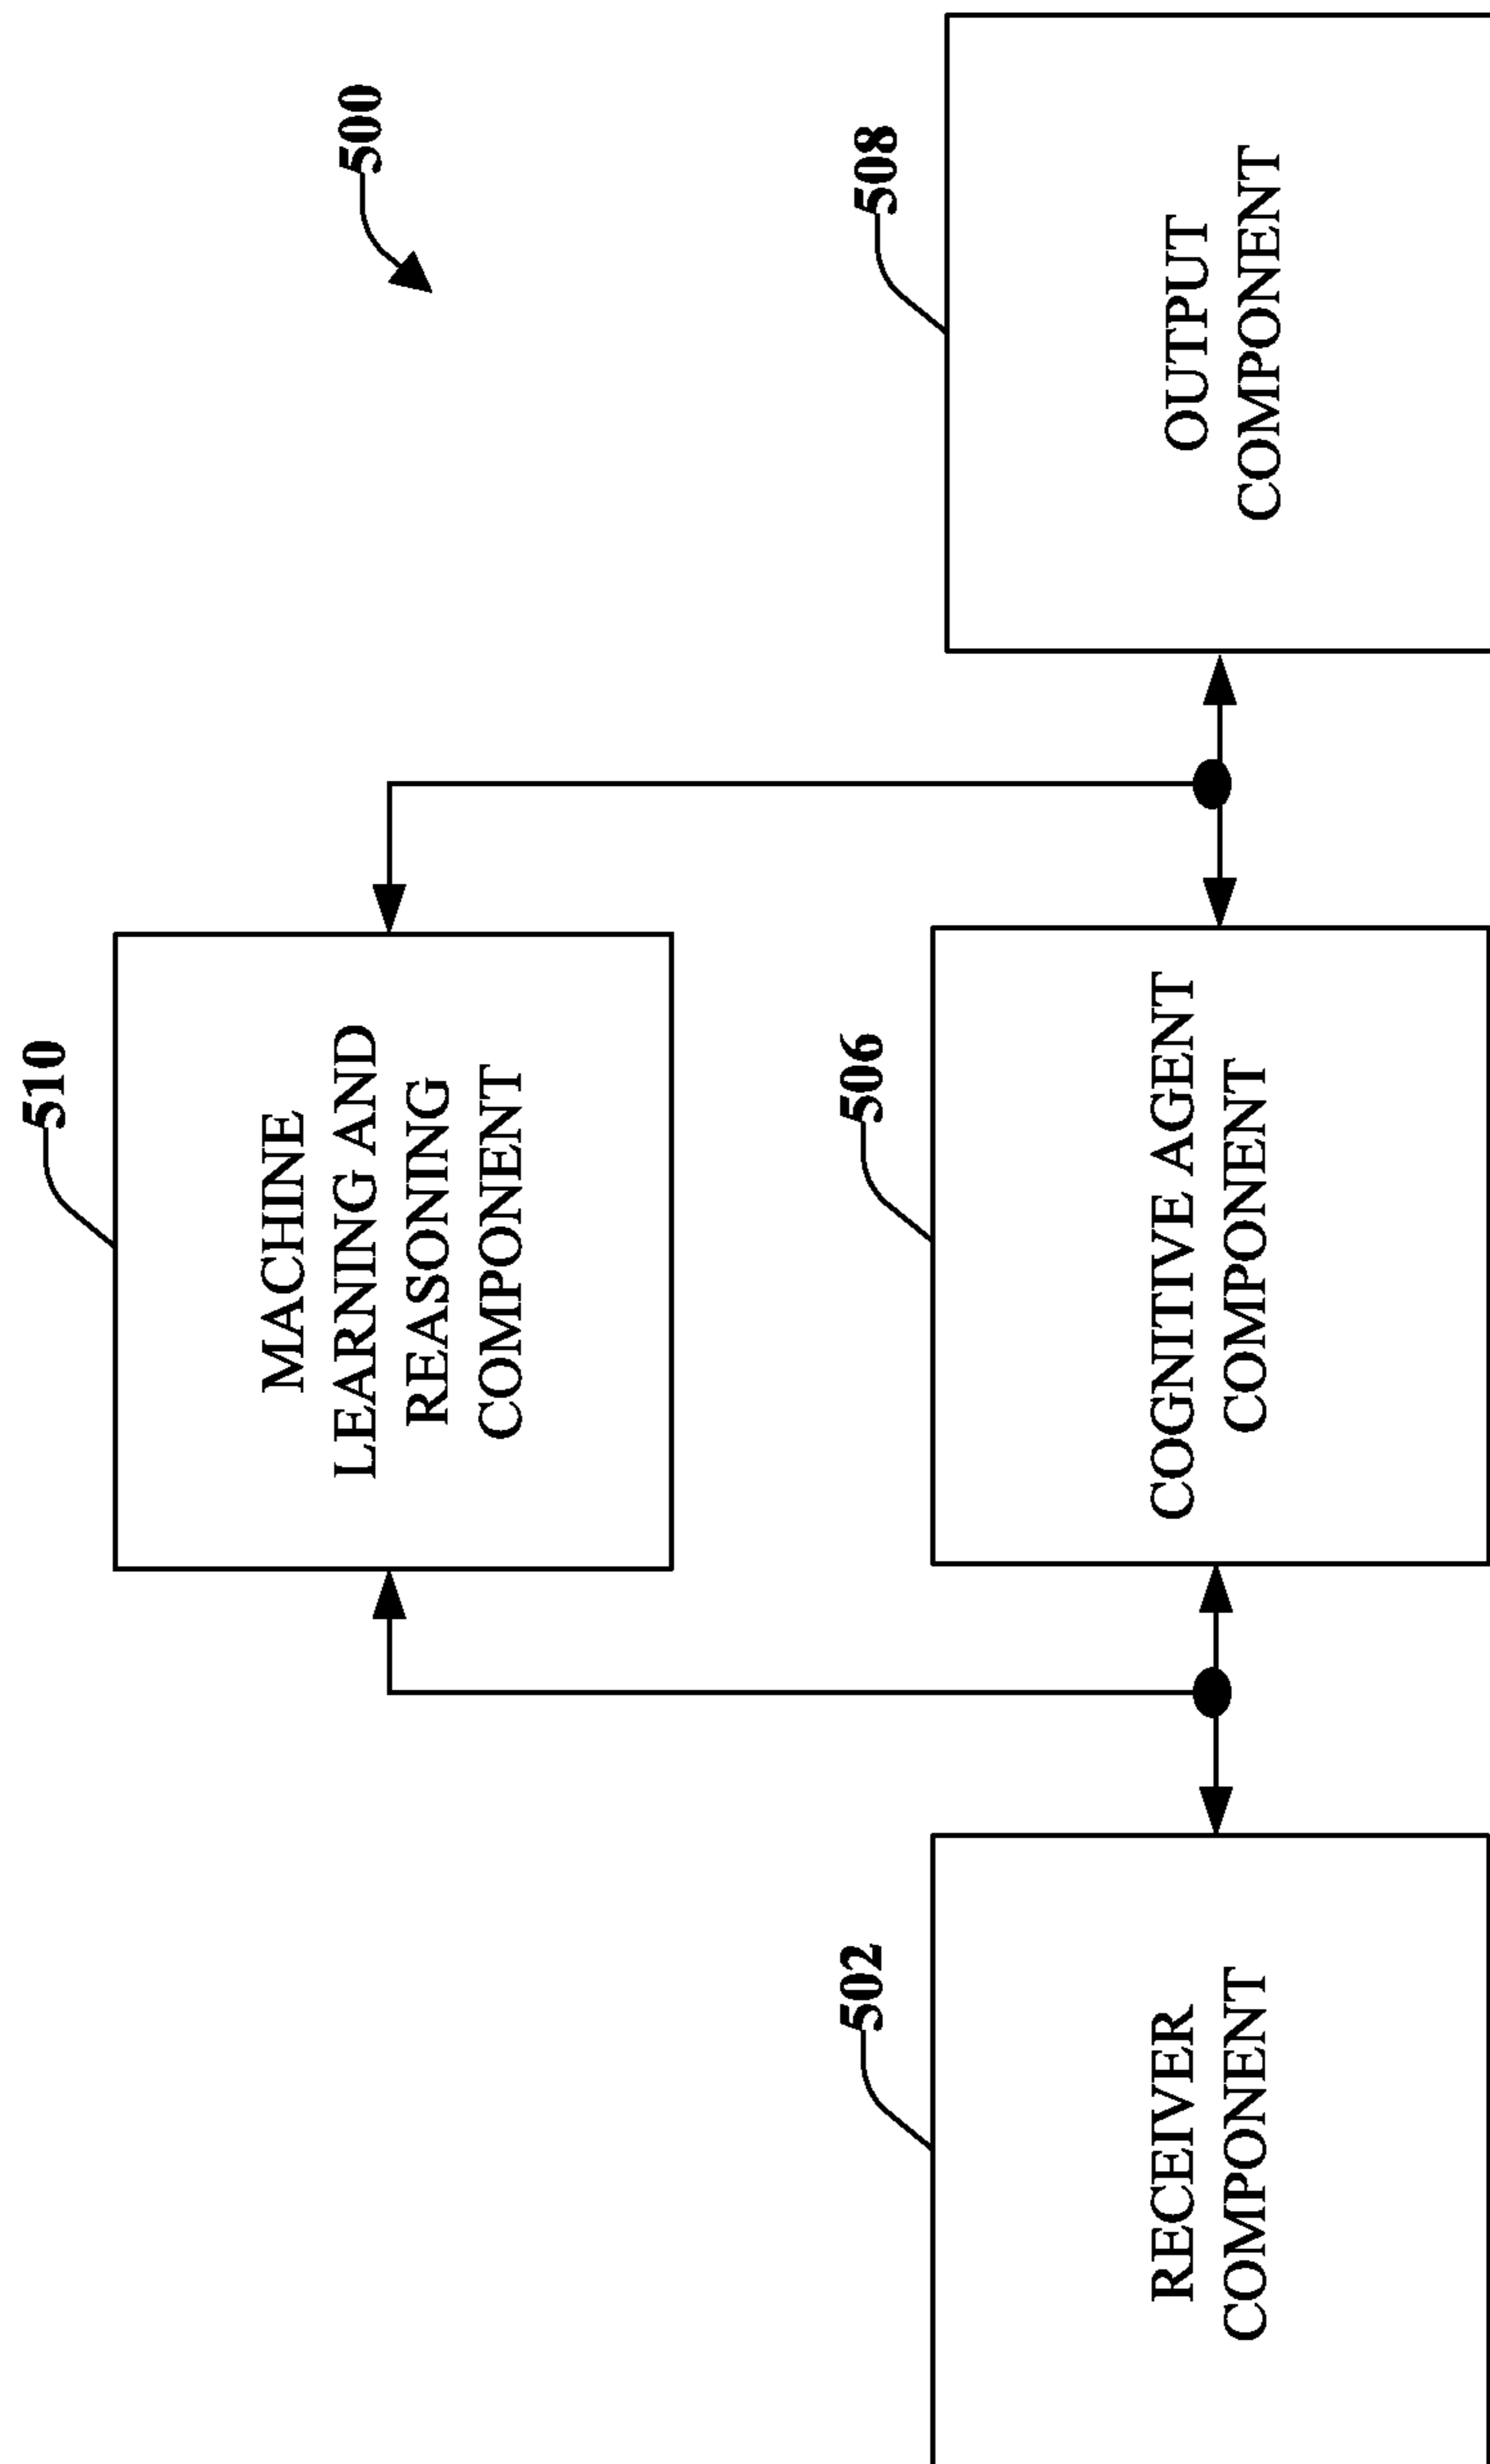 500
510
MACHINE
LEARNING AND
REASONING
COMPONENT
502
RECEIVER
COMPONENT
506
COGNITIVE AGENT
COMPONENT
508
OUTPUT
COMPONENT